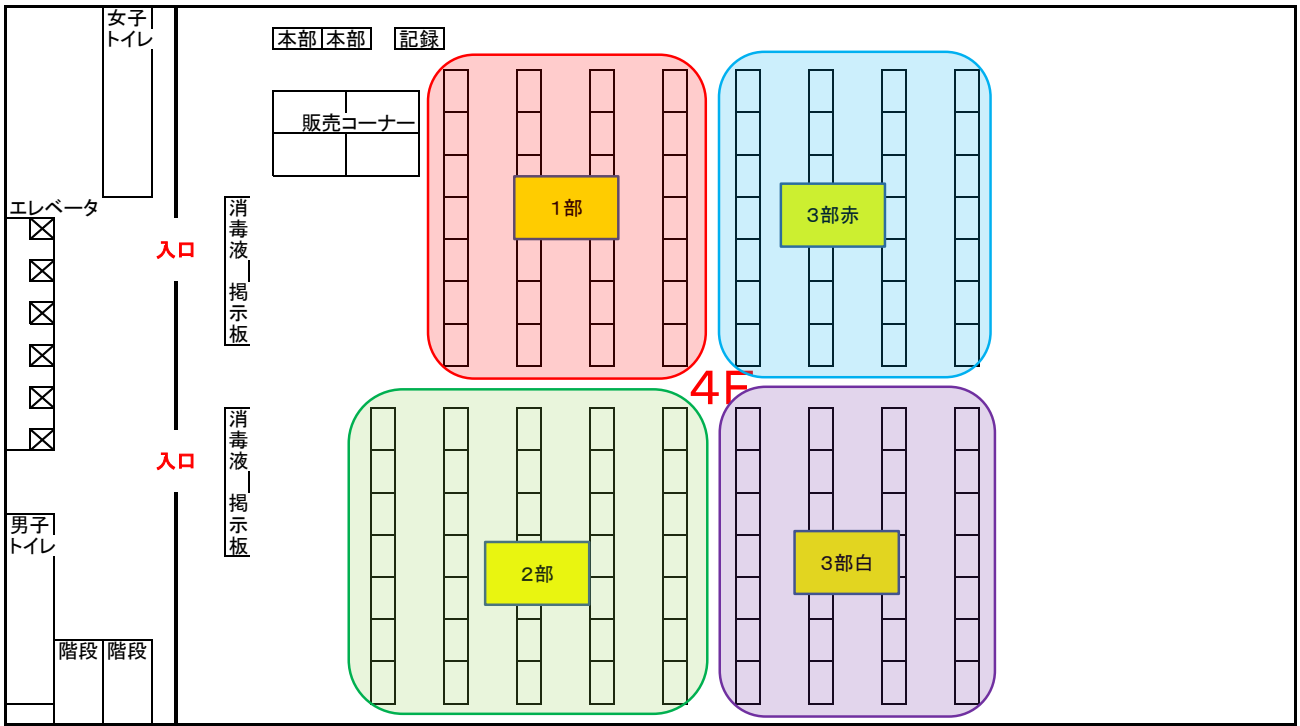 女子
トイレ
本部 本部 記録
販売コーナー
エレベータ
消毒液
掲示板
入口
1部
3部赤
4F
消毒液
掲示板
入口
男子
トイレ
2部
3部白
階段 階段